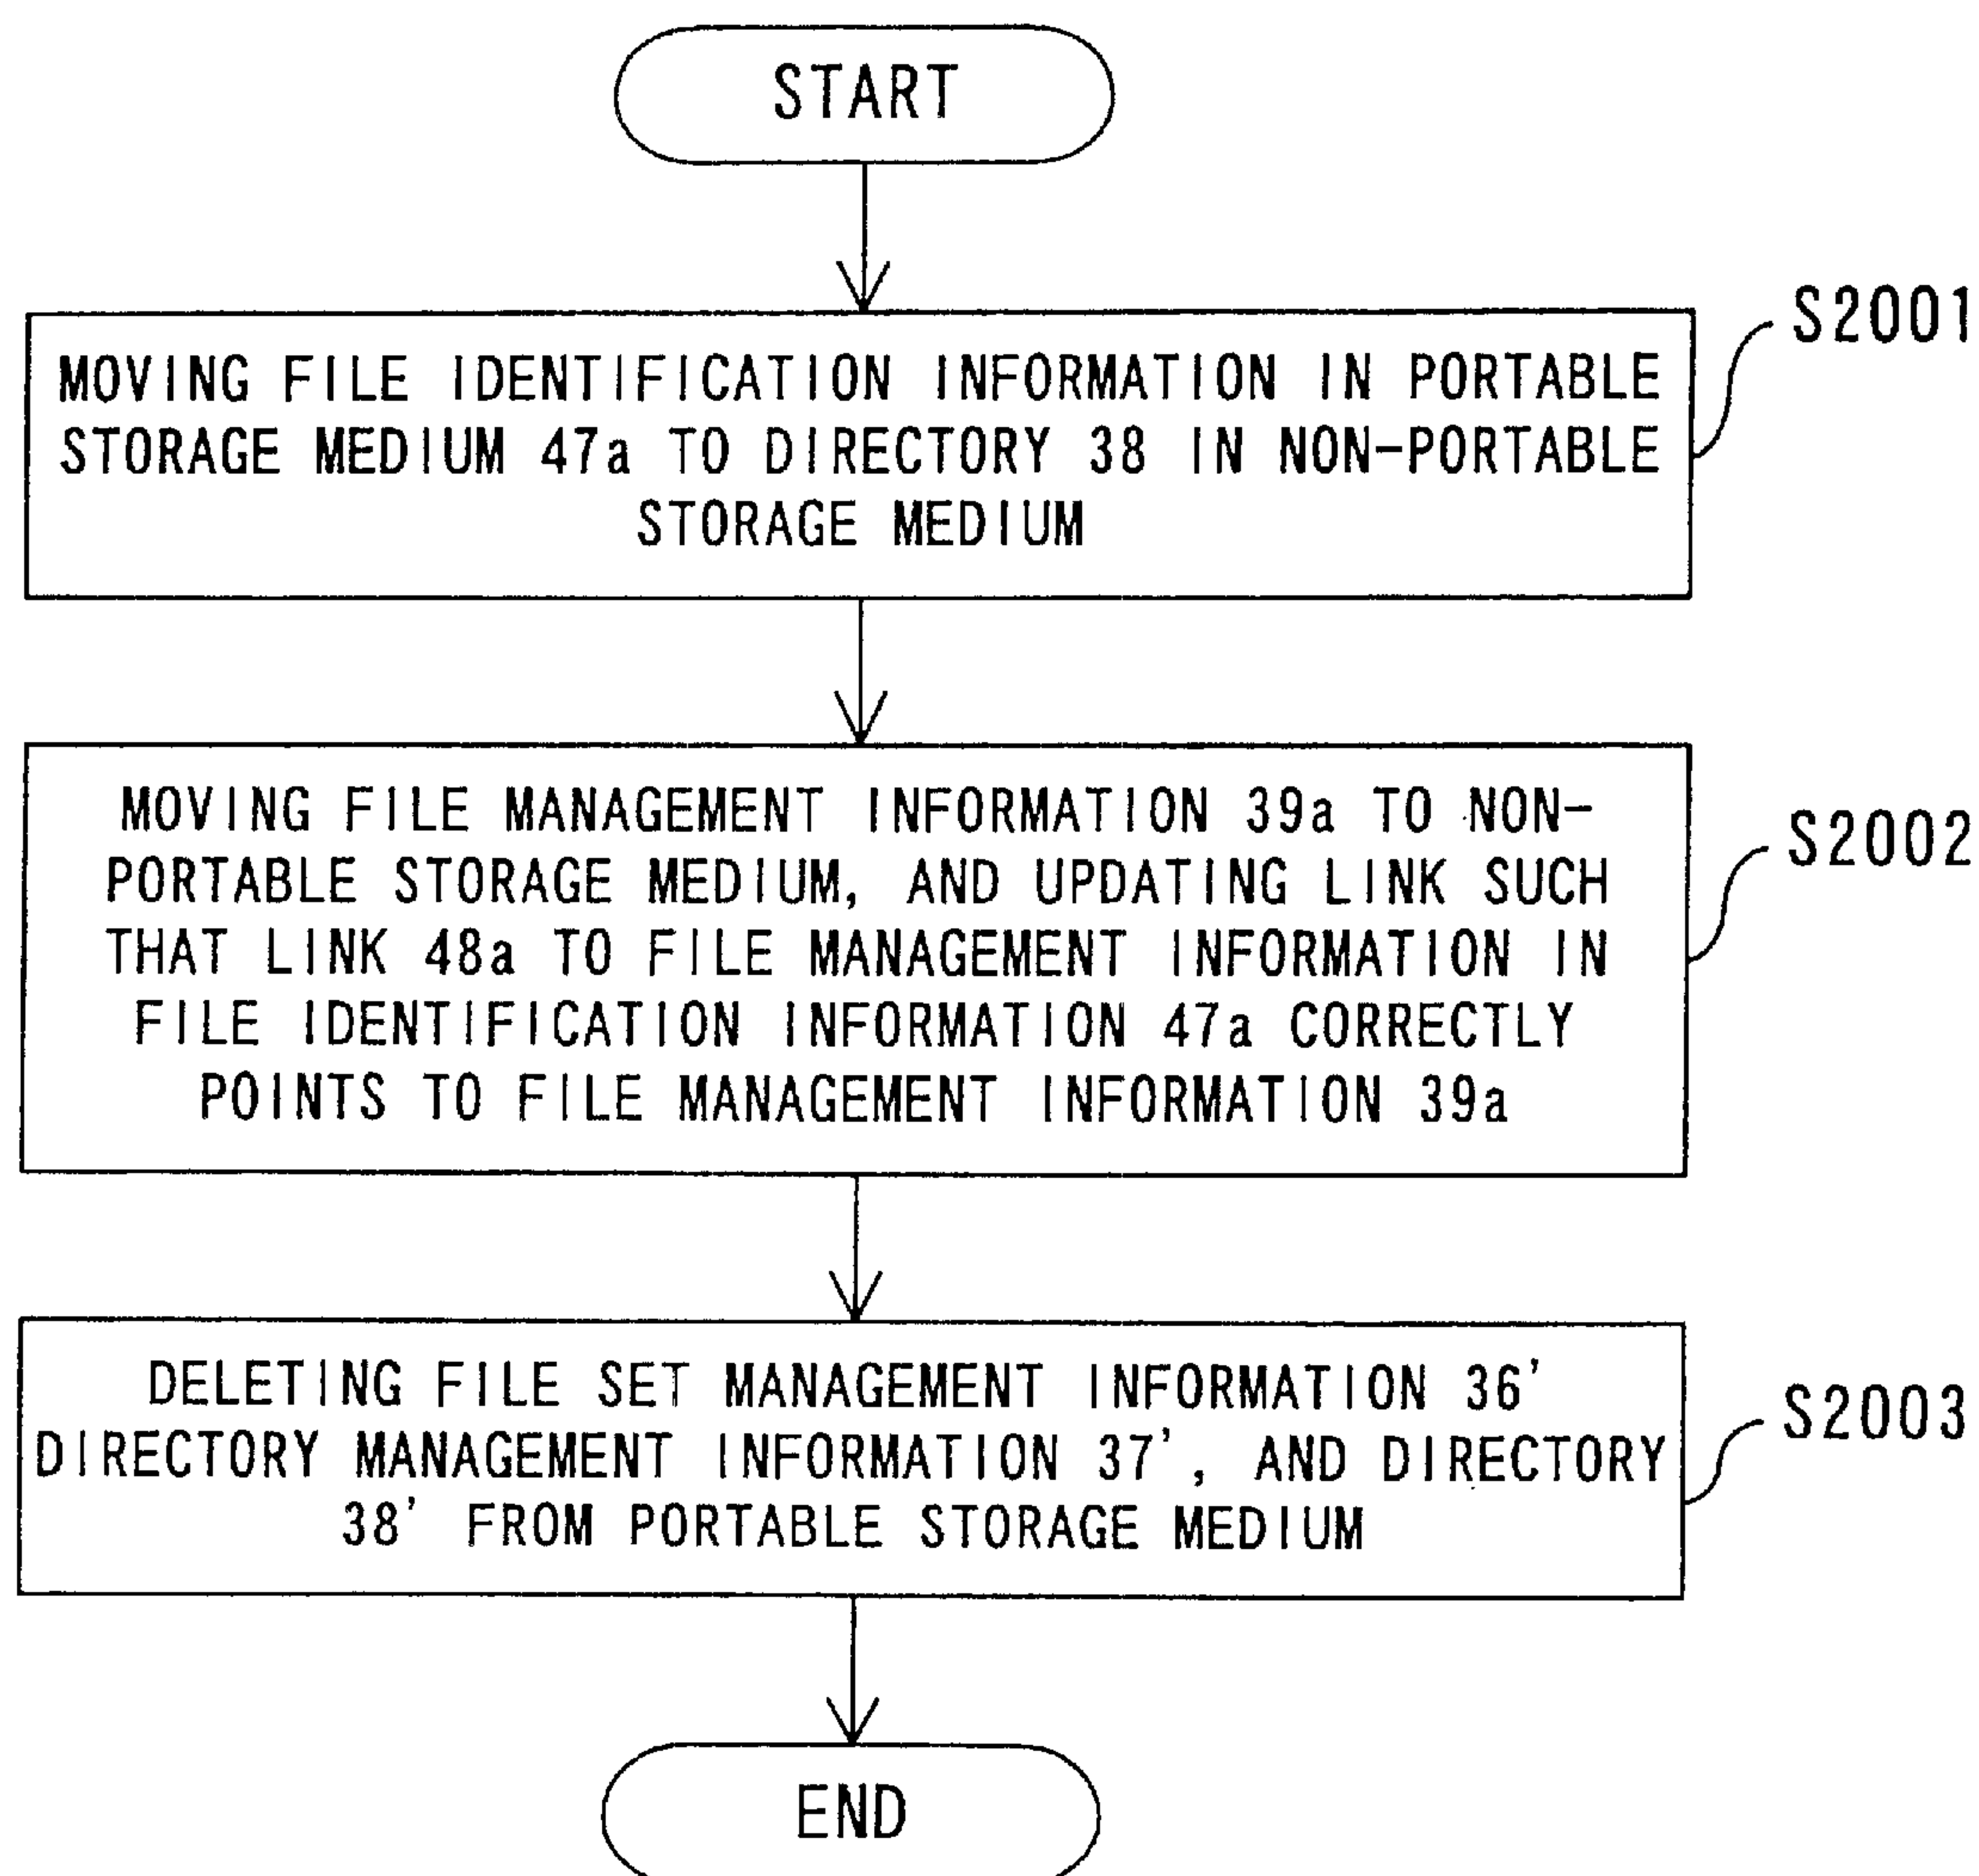 START
S2001
MOVING FILE IDENTIFICATION INFORMATION IN PORTABLE
STORAGE MEDIUM 47a TO DIRECTORY 38 IN NON-PORTABLE
STORAGE MEDIUM
S2002
MOVING FILE MANAGEMENT INFORMATION 39a TO NON-
PORTABLE STORAGE MEDIUM, AND UPDATING LINK SUCH
THAT LINK 48a TO FILE MANAGEMENT INFORMATION IN
FILE IDENTIFICATION INFORMATION 47a CORRECTLY
POINTS TO FILE MANAGEMENT INFORMATION 39a
S2003
DELETING FILE SET MANAGEMENT INFORMATION 36'
DIRECTORY MANAGEMENT INFORMATION 37', AND DIRECTORY
38' FROM PORTABLE STORAGE MEDIUM
END